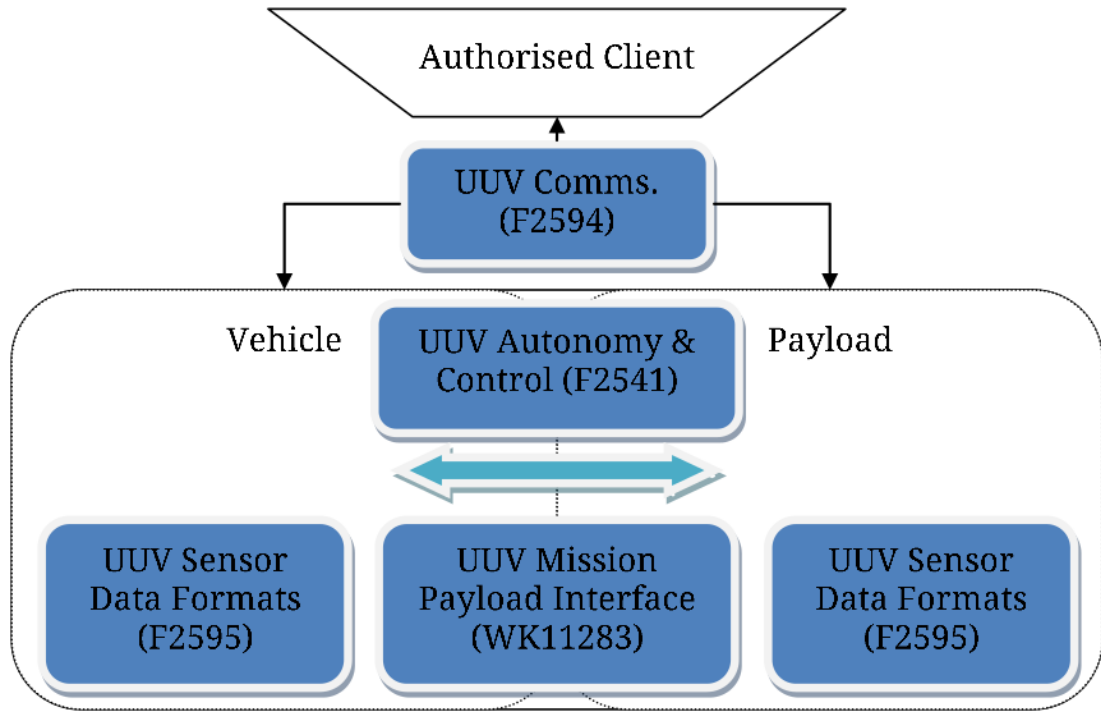 Authorised Client
UUV Comms.
(F2594)
Vehicle
UUV Autonomy &
Control (F2541)
Payload
UUV Sensor
Data Formats
(F2595)
UUV Mission
Payload Interface
(WK11283)
UUV Sensor
Data Formats
(F2595)